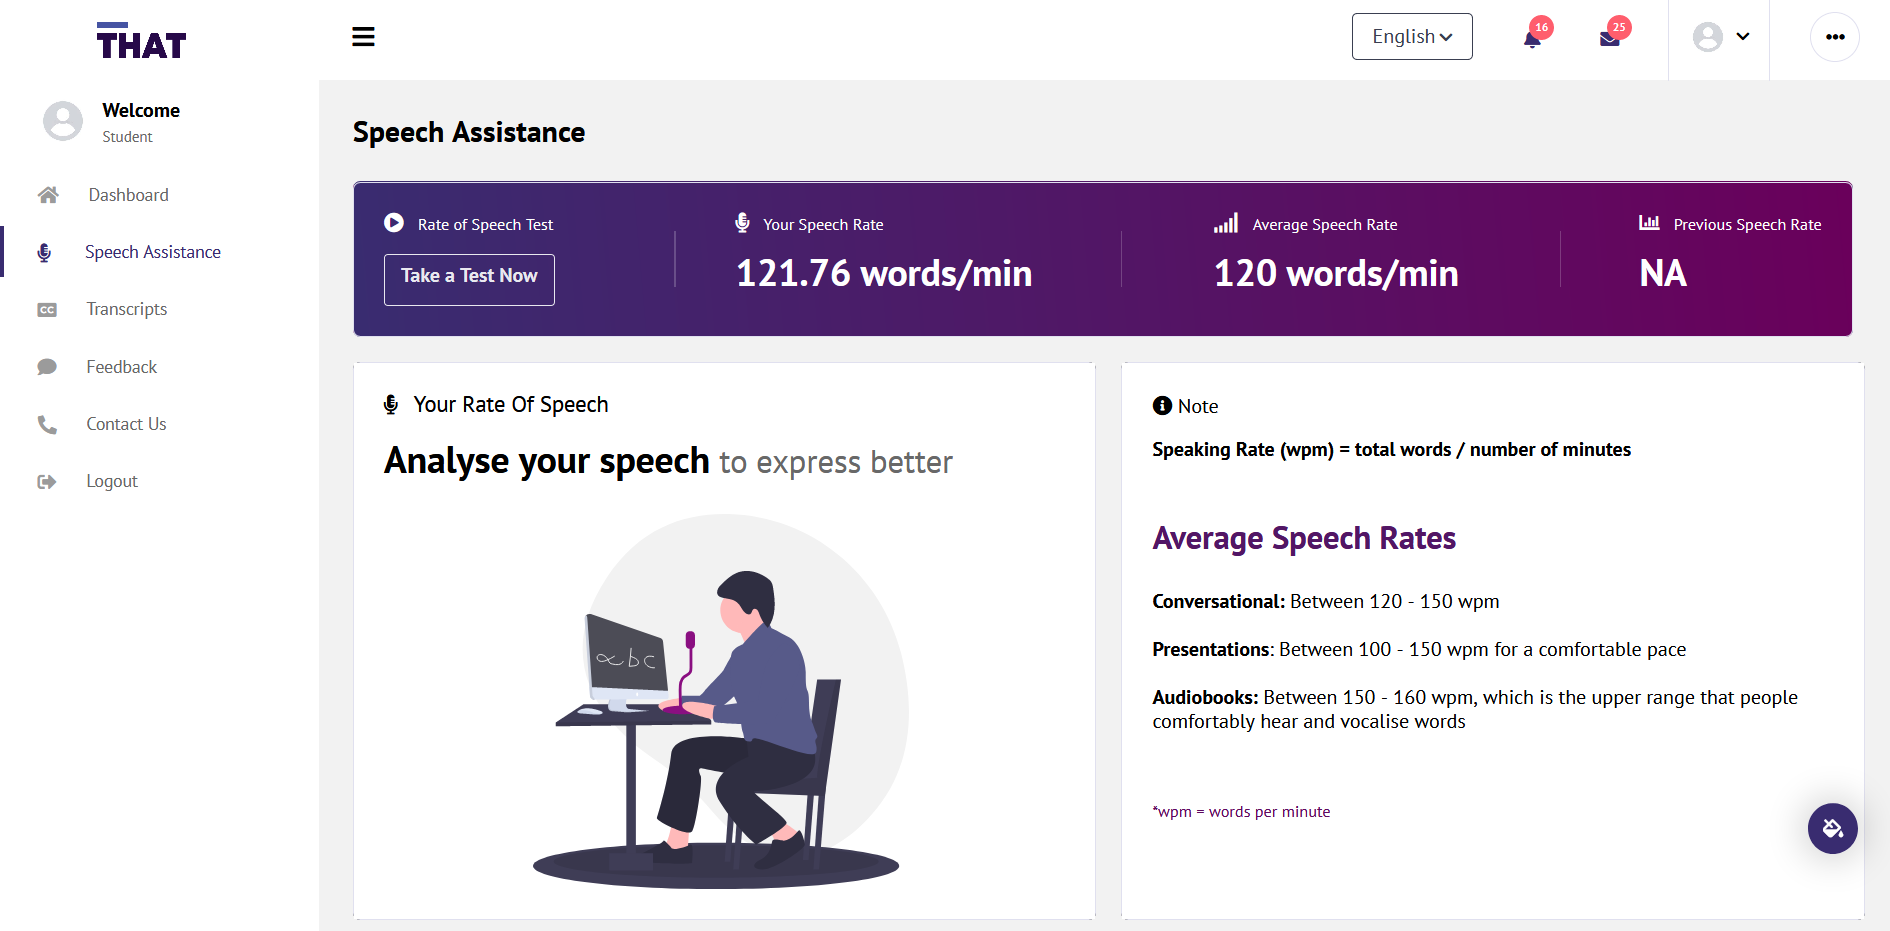 THAT
English
16
25
Welcome
Student
Dashboard
Speech Assistance
Transcripts
Feedback
Contact Us
Logout
Speech Assistance
Rate of Speech Test
Take a Test Now
Your Speech Rate
121.76 words/min
Average Speech Rate
120 words/min
Previous Speech Rate
NA
Your Rate Of Speech
Analyse your speech to express better
abc
Note
Speaking Rate (wpm) = total words / number of minutes
Average Speech Rates
Conversational: Between 120 - 150 wpm
Presentations: Between 100 - 150 wpm for a comfortable pace
Audiobooks: Between 150 - 160 wpm, which is the upper range that people
comfortably hear and vocalise words
*wpm = words per minute